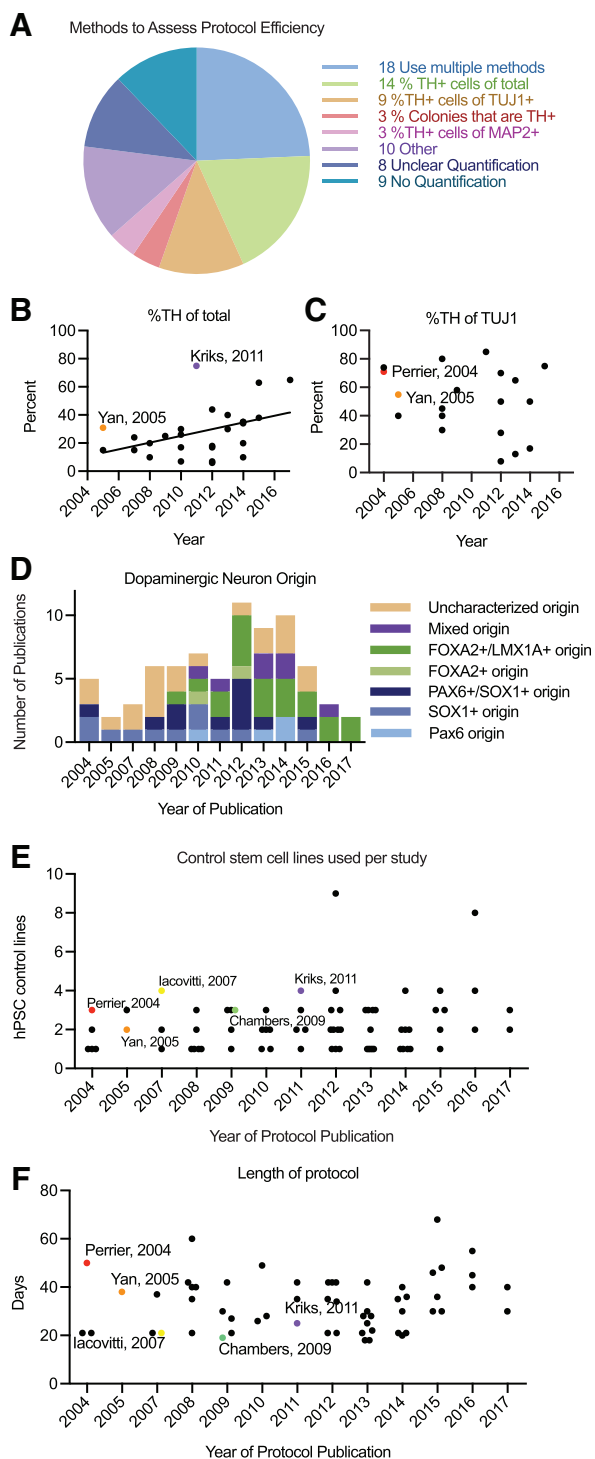 A
Methods to Assess Protocol Efficiency
18 Use multiple methods
14 % TH+ cells of total
9 %TH+ cells of TUJ1+
3 % Colonies that are TH+
3 %TH+ cells of MAP2+
10 Other
8 Unclear Quantification
9 No Quantification
B
%TH of total
Percent
100
80
60
40
20
0
Kriks, 2011
Yan, 2005
2004
2006
2008
2010
2012
2014
2016
Year
C
%TH of TUJ1
Percent
100
80
60
40
20
0
Perrier, 2004
Yan, 2005
2004
2006
2008
2010
2012
2014
2016
Year
D
Dopaminergic Neuron Origin
Number of Publications
10
5
0
2004
2005
2007
2008
2009
2010
2011
2012
2013
2014
2015
2016
2017
Year of Publication
Uncharacterized origin
Mixed origin
FOXA2+/LMX1A+ origin
FOXA2+ origin
PAX6+/SOX1+ origin
SOX1+ origin
Pax6 origin
E
Control stem cell lines used per study
hPSC control lines
10
8
6
4
2
0
Iacovitti, 2007
Kriks, 2011
Perrier, 2004
Chambers, 2009
Yan, 2005
2004
2005
2007
2008
2009
2010
2011
2012
2013
2014
2015
2016
2017
Year of Protocol Publication
F
Length of protocol
Days
80
60
40
20
0
Perrier, 2004
Yan, 2005
Kriks, 2011
Iacovitti, 2007
Chambers, 2009
2004
2005
2007
2008
2009
2010
2011
2012
2013
2014
2015
2016
2017
Year of Protocol Publication